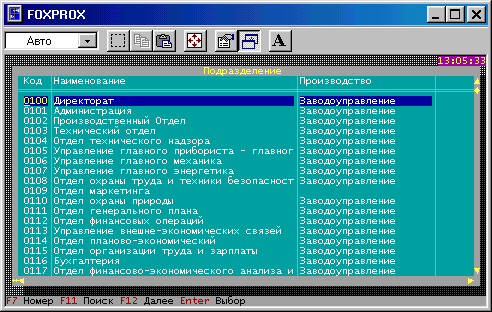 FOXPROX
Авто
A
13:05:33
Подразделение
Код Наименование Производство
0100 Директорат Заводоуправление
0101 Администрация Заводоуправление
0102 Производственный Отдел Заводоуправление
0103 Технический отдел Заводоуправление
0104 Отдел технического надзора Заводоуправление
0105 Управление главного прибориста - главног Заводоуправление
0106 Управление главного механика Заводоуправление
0107 Управление главного энергетика Заводоуправление
0108 Отдел охраны труда и техники безопасност Заводоуправление
0109 Отдел маркетинга
0110 Отдел охраны природы Заводоуправление
0111 Отдел генерального плана Заводоуправление
0112 Отдел финансовых операций Заводоуправление
0113 Управление внешне-экономических связей Заводоуправление
0114 Отдел планово-экономический Заводоуправление
0115 Отдел организации труда и зарплаты Заводоуправление
0116 Бухгалтерия Заводоуправление
0117 Отдел финансово-экономического анализа и Заводоуправление
F7 Номер F11 Поиск F12 Далее Enter Выбор